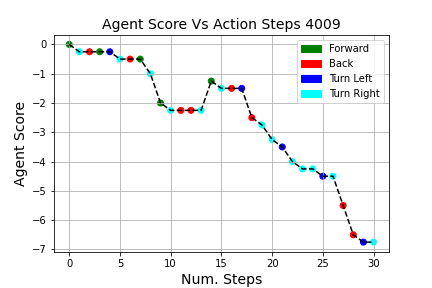 Agent Score Vs Action Steps 4009
Agent Score
0
−1
−2
−3
−4
−5
−6
−7
Forward
Back
Turn Left
Turn Right
0 5 10 15 20 25 30
Num. Steps